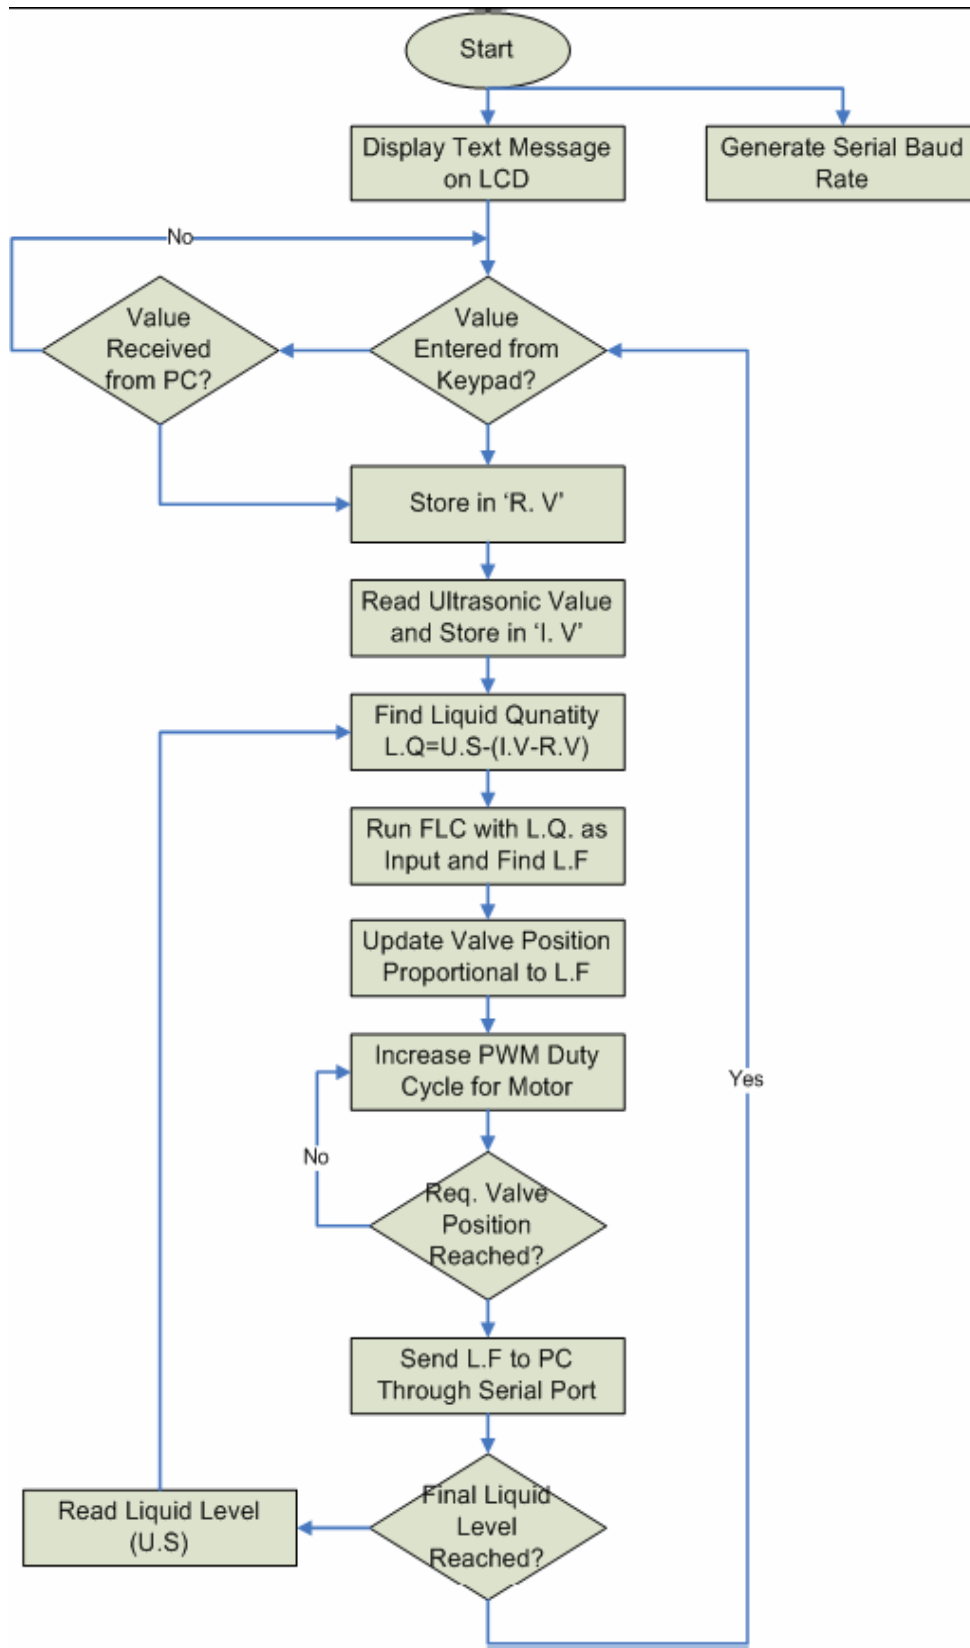 Start
Display Text Message
on LCD
Generate Serial Baud
Rate
No
Value
Received
from PC?
Value
Entered from
Keypad?
Store in ‘R. V’
Read Ultrasonic Value
and Store in ‘I. V’
Find Liquid Qunatity
L.Q=U.S-(I.V-R.V)
Run FLC with L.Q. as
Input and Find L.F
Update Valve Position
Proportional to L.F
Increase PWM Duty
Cycle for Motor
Yes
No
Req. Valve
Position
Reached?
Send L.F to PC
Through Serial Port
Final Liquid
Level
Reached?
Read Liquid Level
(U.S)